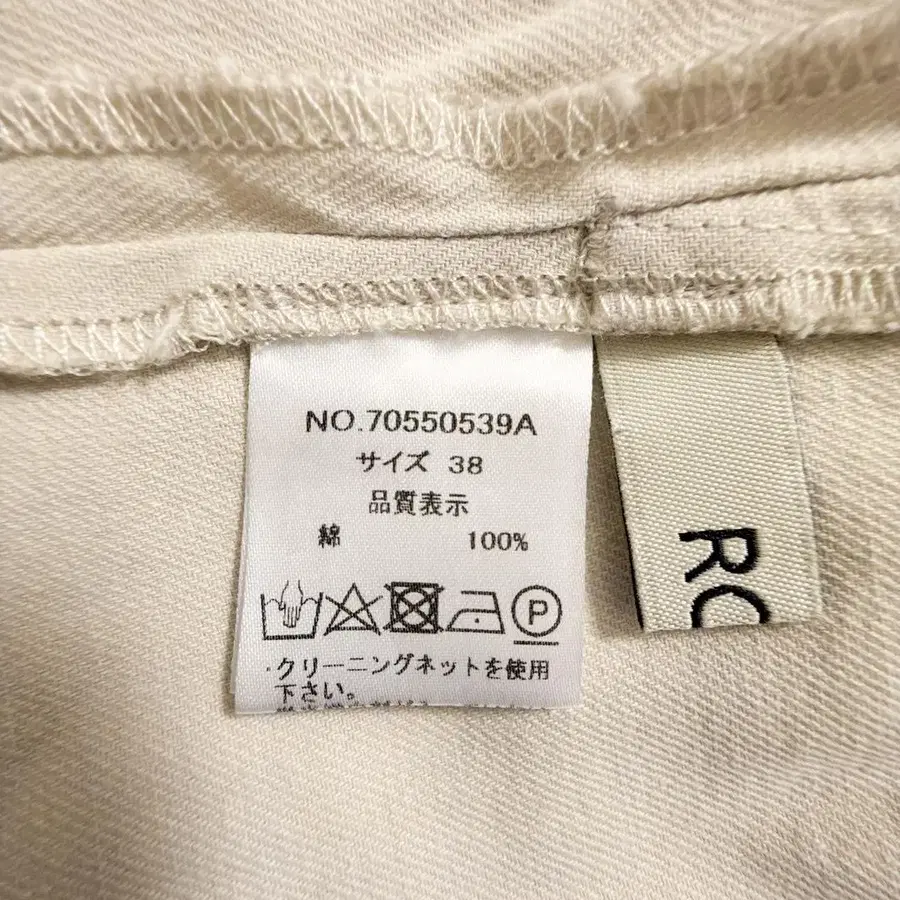 NO.70550539A
サイズ 38
品質表示
綿 100%
P
・クリーニングネットを使用
下さい。
RO